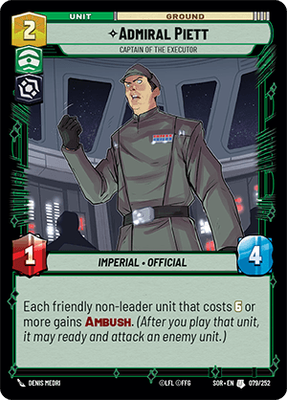 UNIT
GROUND
2
✧ADMIRAL PIETT
CAPTAIN OF THE EXECUTOR
IMPERIAL • OFFICIAL
1
4
Each friendly non-leader unit that costs 6 or
more gains AMBUSH. (After you play that unit,
it may ready and attack an enemy unit.)
DENIS MEDRI
©LFL ©FFG
SOR • EN
079/252